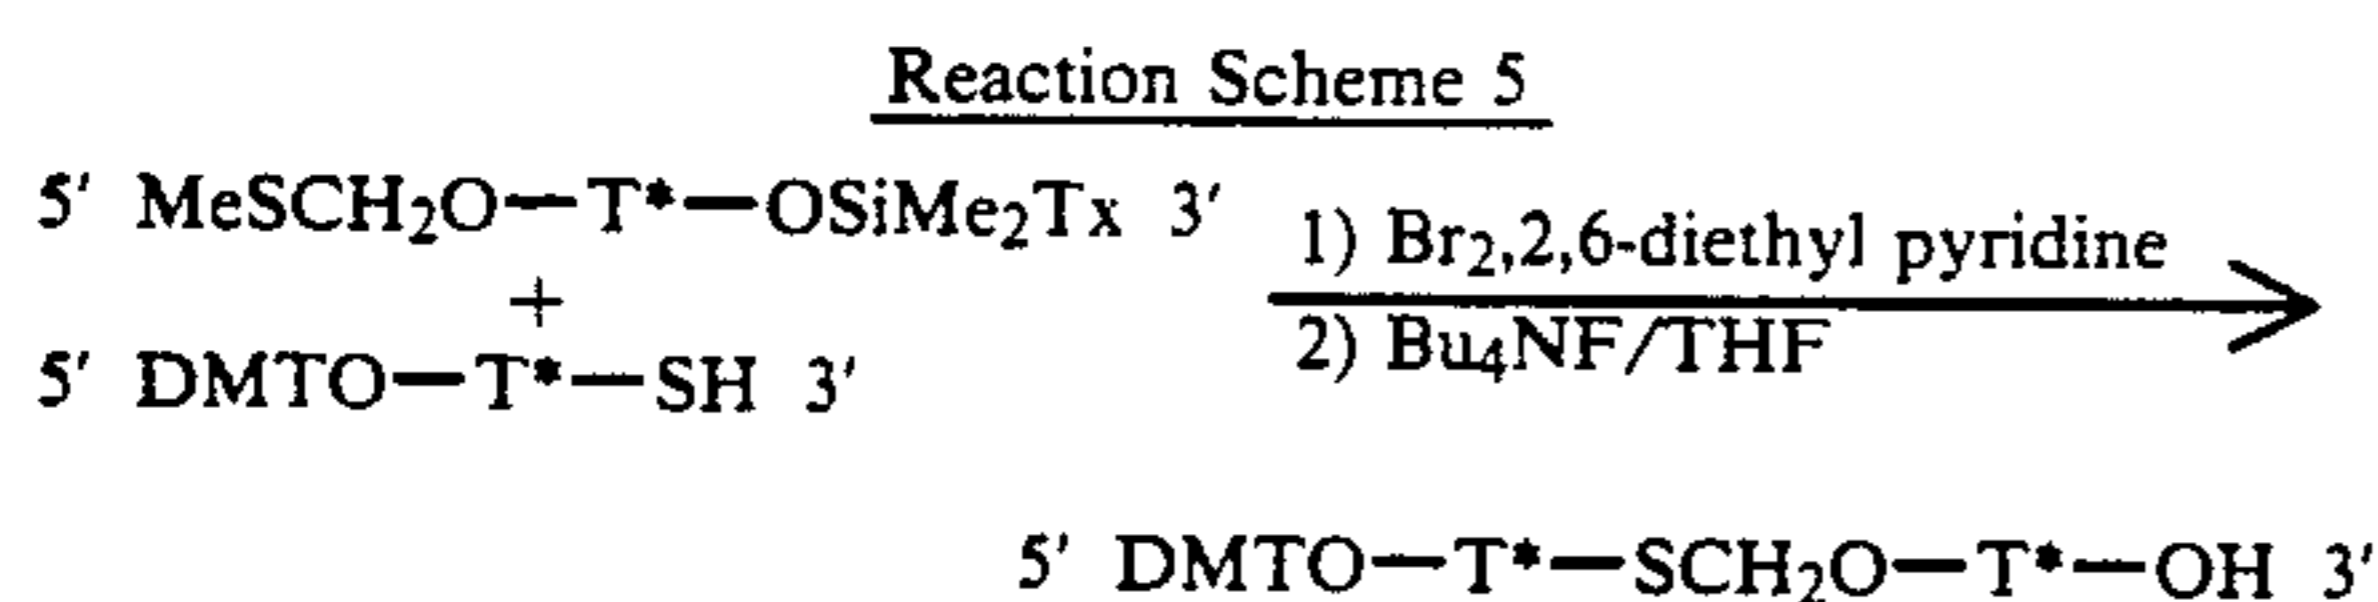 Reaction Scheme 5
5′ MeSCH₂O—T*—OSiMe₂Tx 3′
+
5′ DMTO—T*—SH 3′
1) Br₂,2,6-diethyl pyridine
2) Bu₄NF/THF
5′ DMTO—T*—SCH₂O—T*—OH 3′